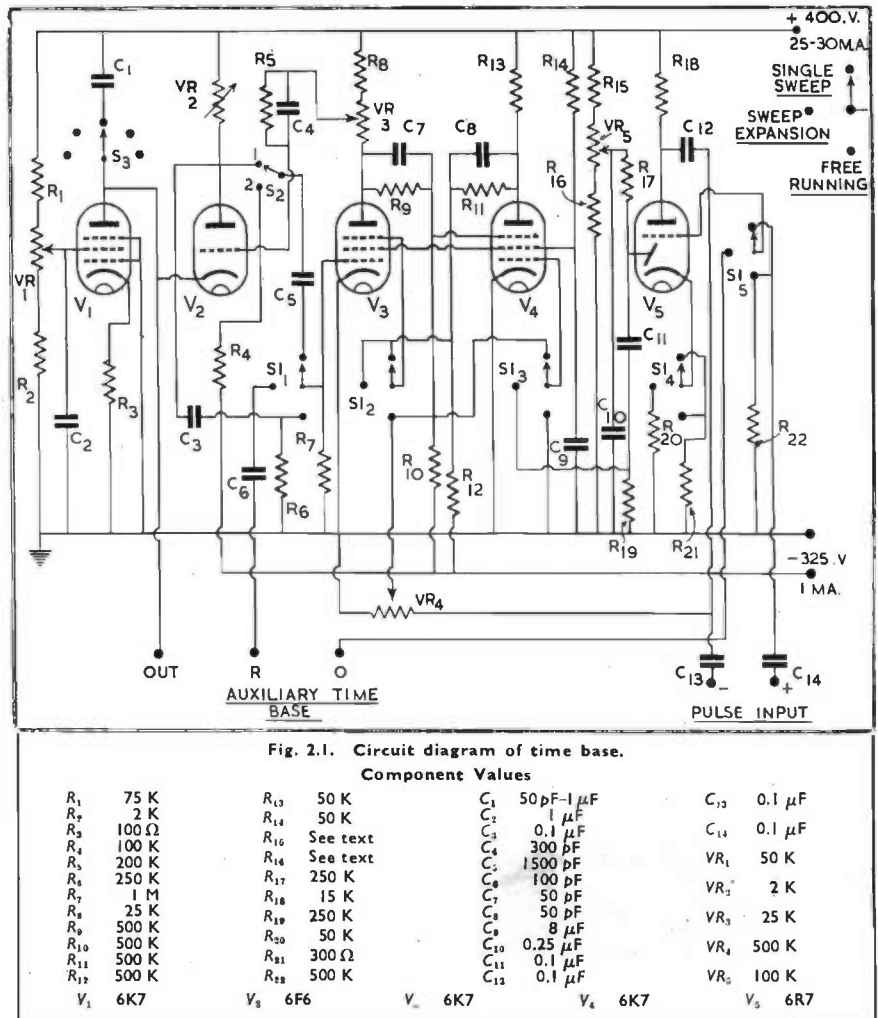 + 400.V.
25-30M.A.
SINGLE
SWEEP
SWEEP
EXPANSION
FREE
RUNNING
C1
S3
R1
VR
1
R2
C2
V1
R3
VR
2
V2
R4
R5
C4
1
2
S2
C5
C3
C6
R6
R7
S1 1
R8
VR
3
C7
R9
V3
S1 2
R
10
C8
R11
R
12
R13
V4
S1 3
R14
C9
R15
VR
5
R
16
R
17
C11
C10
R19
R18
C12
V5
S1 4
R
20
R21
S1 5
R
22
-325.V
1 MA.
VR4
C13 -
+ C14
OUT
R
O
AUXILIARY TIME
BASE
PULSE INPUT
Fig. 2.1. Circuit diagram of time base.
Component Values
R1 75 K
R2 2 K
R3 100 Ω
R4 100 K
R5 200 K
R6 250 K
R7 1 M
R8 25 K
R9 500 K
R10 500 K
R11 500 K
R12 500 K
R13 50 K
R14 50 K
R15 See text
R16 See text
R17 250 K
R18 15 K
R19 250 K
R20 50 K
R21 300 Ω
R22 500 K
C1 50 pF-1 μF
C2 1 μF
C3 0.1 μF
C4 300 pF
C5 1500 pF
C6 100 pF
C7 50 pF
C8 50 pF
C9 8 μF
C10 0.25 μF
C11 0.1 μF
C12 0.1 μF
C13 0.1 μF
C14 0.1 μF
VR1 50 K
VR2 2 K
VR3 25 K
VR4 500 K
VR5 100 K
V1 6K7 V2 6F6 V 6K7 V4 6K7 V5 6R7